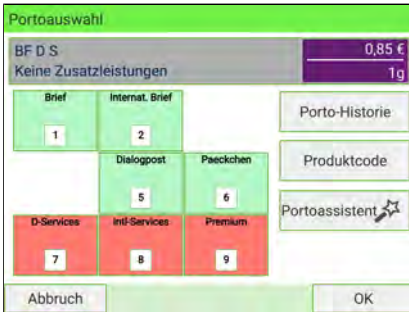 Portoauswahl
BF D S
0,85 €
Keine Zusatzleistungen
1g
Brief
1
Internat. Brief
2
Porto-Historie
Dialogpost
5
Paeckchen
6
Produktcode
Portoassistent
D-Services
7
Intl-Services
8
Premium
9
Abbruch
OK